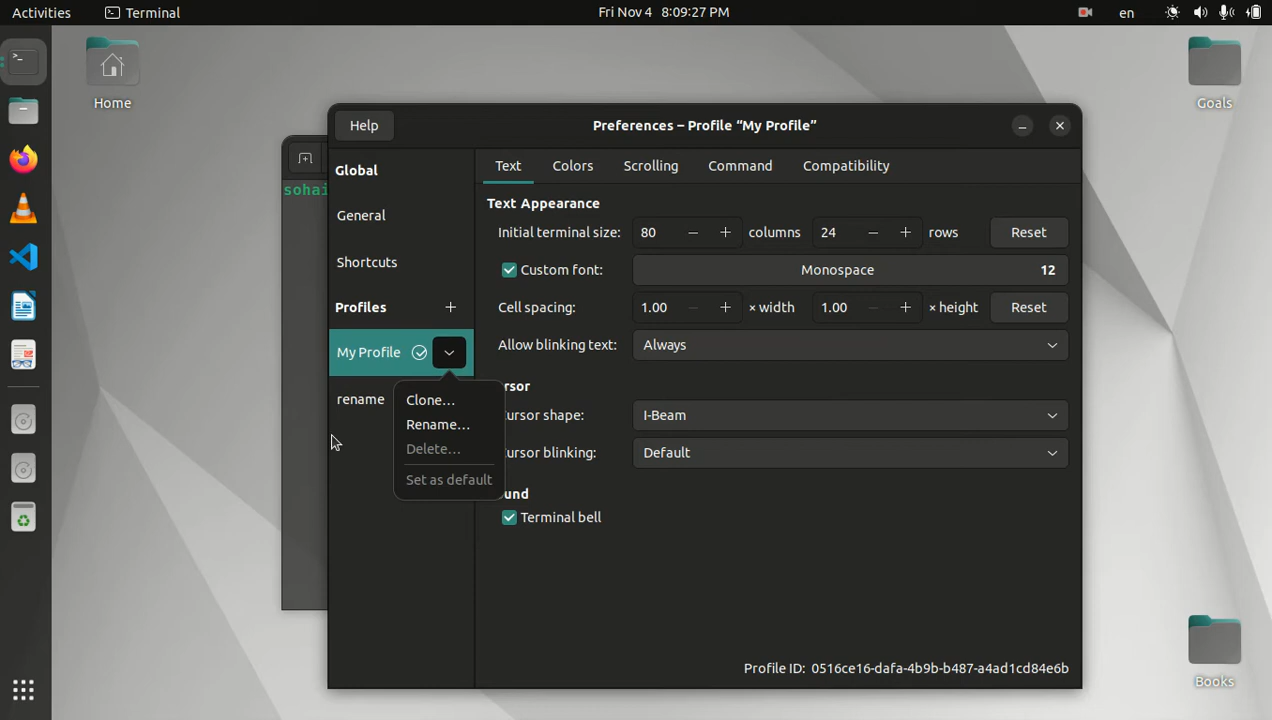 Activities Terminal Fri Nov 4 8:09:27 PM en
Home
Goals
Help Preferences – Profile “My Profile”
Global
General
Shortcuts
Profiles
My Profile
rename
Clone…
Rename…
Delete…
Set as default
Text Colors Scrolling Command Compatibility
Text Appearance
Initial terminal size: 80 columns 24 rows Reset
Custom font: Monospace 12
Cell spacing: 1.00 × width 1.00 × height Reset
Allow blinking text: Always
rsor
ursor shape: I-Beam
ursor blinking: Default
und
Terminal bell
Profile ID: 0516ce16-dafa-4b9b-b487-a4ad1cd84e6b
sohai
Books